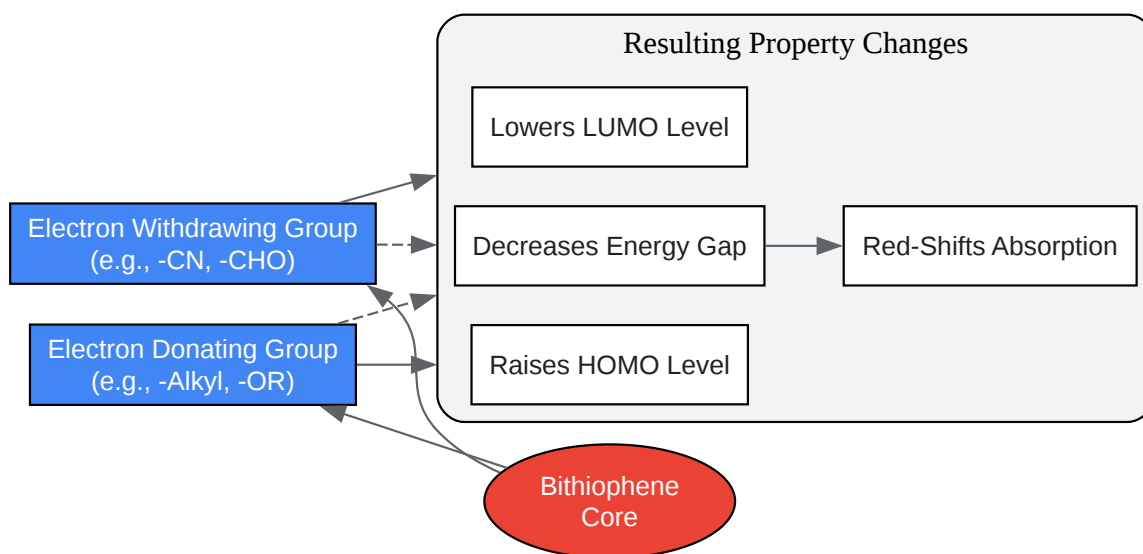 Resulting Property Changes
Lowers LUMO Level
Electron Withdrawing Group
(e.g., -CN, -CHO)
Decreases Energy Gap
Red-Shifts Absorption
Electron Donating Group
(e.g., -Alkyl, -OR)
Raises HOMO Level
Bithiophene
Core